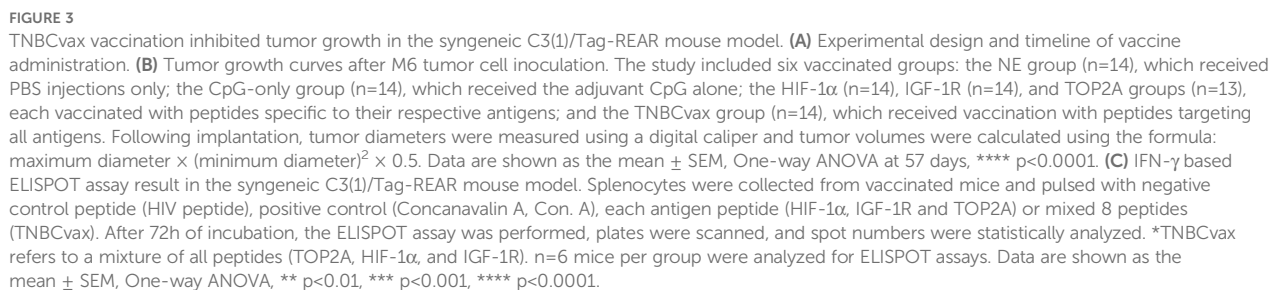 FIGURE 3
TNBCvax vaccination inhibited tumor growth in the syngeneic C3(1)/Tag-REAR mouse model. (A) Experimental design and timeline of vaccine
administration. (B) Tumor growth curves after M6 tumor cell inoculation. The study included six vaccinated groups: the NE group (n=14), which received
PBS injections only; the CpG-only group (n=14), which received the adjuvant CpG alone; the HIF-1α (n=14), IGF-1R (n=14), and TOP2A groups (n=13),
each vaccinated with peptides specific to their respective antigens; and the TNBCvax group (n=14), which received vaccination with peptides targeting
all antigens. Following implantation, tumor diameters were measured using a digital caliper and tumor volumes were calculated using the formula:
maximum diameter × (minimum diameter)² × 0.5. Data are shown as the mean ± SEM, One-way ANOVA at 57 days, **** p<0.0001. (C) IFN-γ based
ELISPOT assay result in the syngeneic C3(1)/Tag-REAR mouse model. Splenocytes were collected from vaccinated mice and pulsed with negative
control peptide (HIV peptide), positive control (Concanavalin A, Con. A), each antigen peptide (HIF-1α, IGF-1R and TOP2A) or mixed 8 peptides
(TNBCvax). After 72h of incubation, the ELISPOT assay was performed, plates were scanned, and spot numbers were statistically analyzed. *TNBCvax
refers to a mixture of all peptides (TOP2A, HIF-1α, and IGF-1R). n=6 mice per group were analyzed for ELISPOT assays. Data are shown as the
mean ± SEM, One-way ANOVA, ** p<0.01, *** p<0.001, **** p<0.0001.